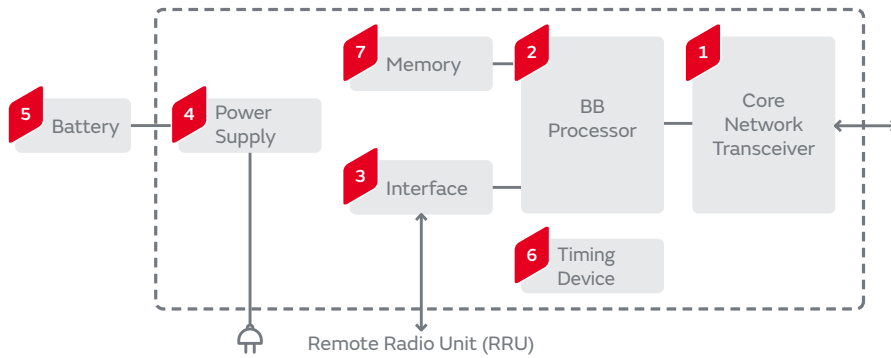 7
Memory
2
BB
Processor
1
Core
Network
Transceiver
5
Battery
4
Power
Supply
3
Interface
6
Timing
Device
Remote Radio Unit (RRU)